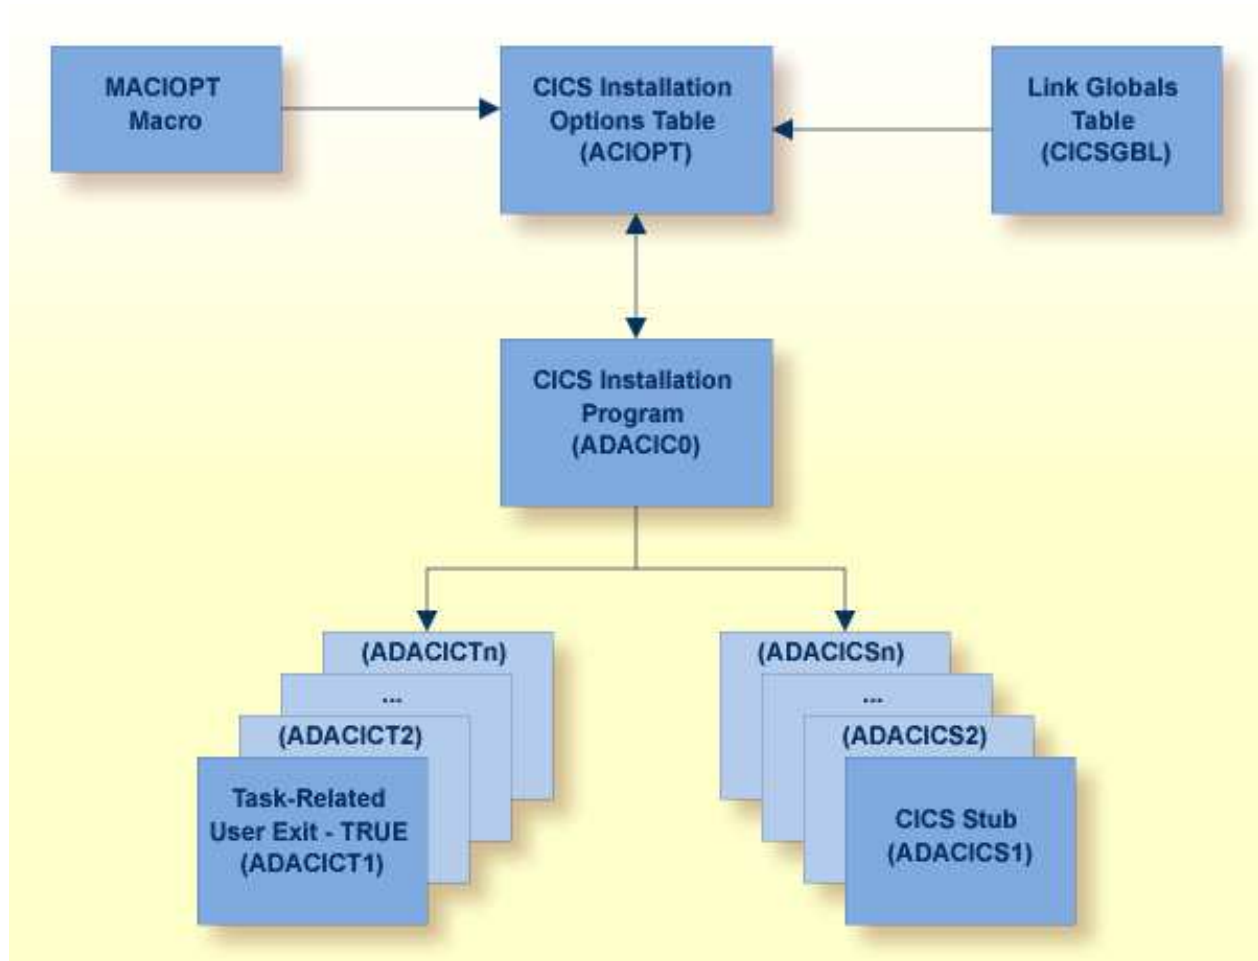 MACIOPT
Macro
CICS Installation
Options Table
(ACIOPT)
Link Globals
Table
(CICSGBL)
CICS Installation
Program
(ADACIC0)
(ADACICTn)
...
(ADACICT2)
Task-Related
User Exit - TRUE
(ADACICT1)
(ADACICSn)
...
(ADACICS2)
CICS Stub
(ADACICS1)